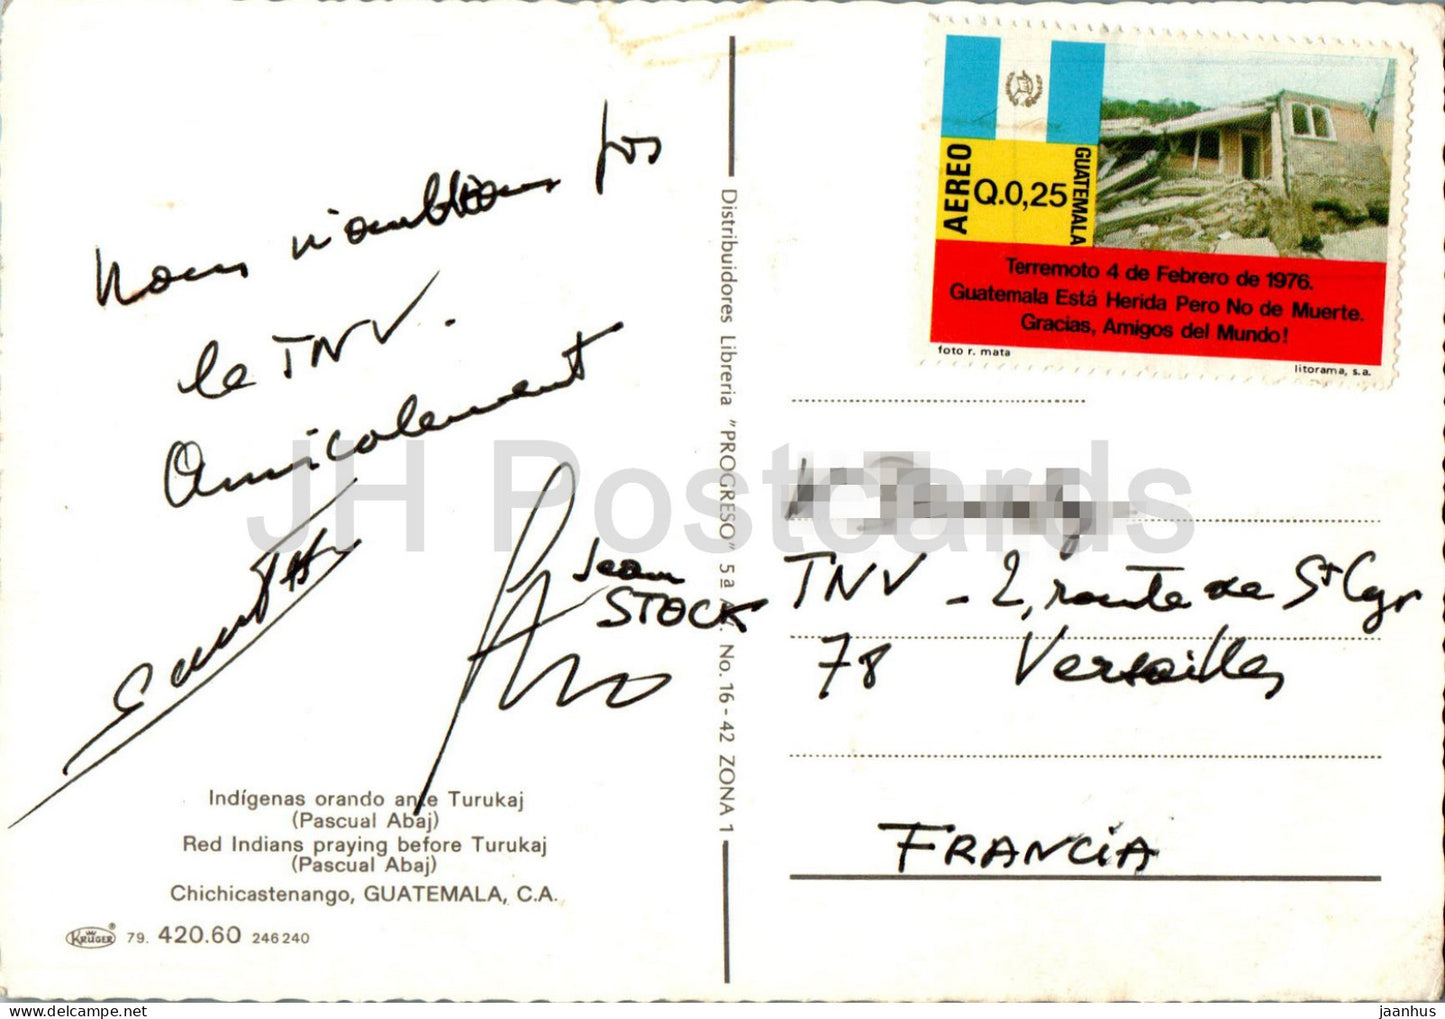 Nous n'oublions pas
le TNV.
Amicalement
Jean
STOCK
Indígenas orando ante Turukaj
(Pascual Abaj)
Red Indians praying before Turukaj
(Pascual Abaj)
Chichicastenango, GUATEMALA, C.A.
KRÜGER 79. 420.60 246240
Distribuidores Libreria "PROGRESO" 5ª Av. No. 16-42 ZONA 1
AEREO
Q.0,25
GUATEMALA
Terremoto 4 de Febrero de 1976.
Guatemala Está Herida Pero No de Muerte.
Gracias, Amigos del Mundo!
foto r. mata
litorama, s.a.
TNV - 2, route de St Cyr
78 Versailles
FRANCIA
JH Postcards
jaanhus